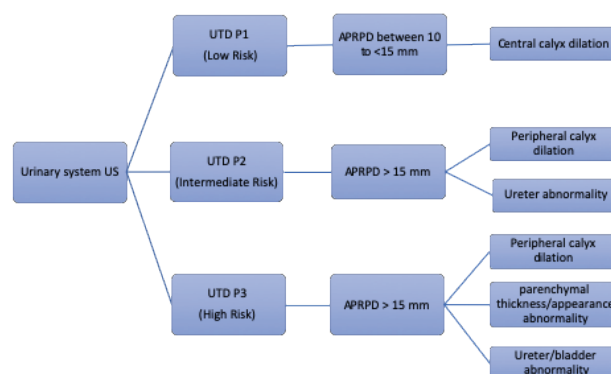 UTD P1
(Low Risk)
APRPD between 10
to <15 mm
Central calyx dilation
Urinary system US
UTD P2
(Intermediate Risk)
APRPD > 15 mm
Peripheral calyx
dilation
Ureter abnormality
UTD P3
(High Risk)
APRPD > 15 mm
Peripheral calyx
dilation
parenchymal
thickness/appearance
abnormality
Ureter/bladder
abnormality